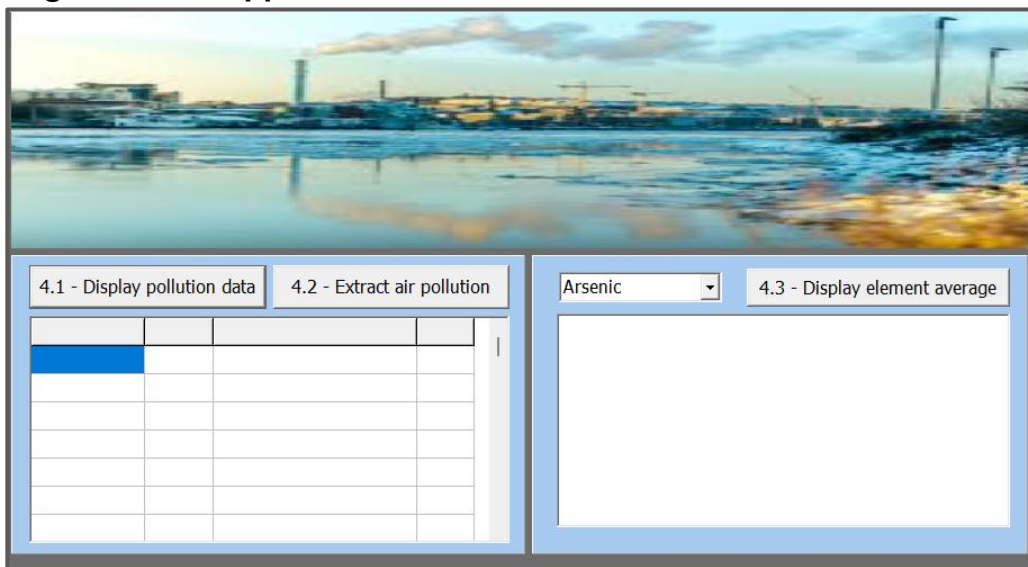 4.1 - Display pollution data
4.2 - Extract air pollution
Arsenic
4.3 - Display element average